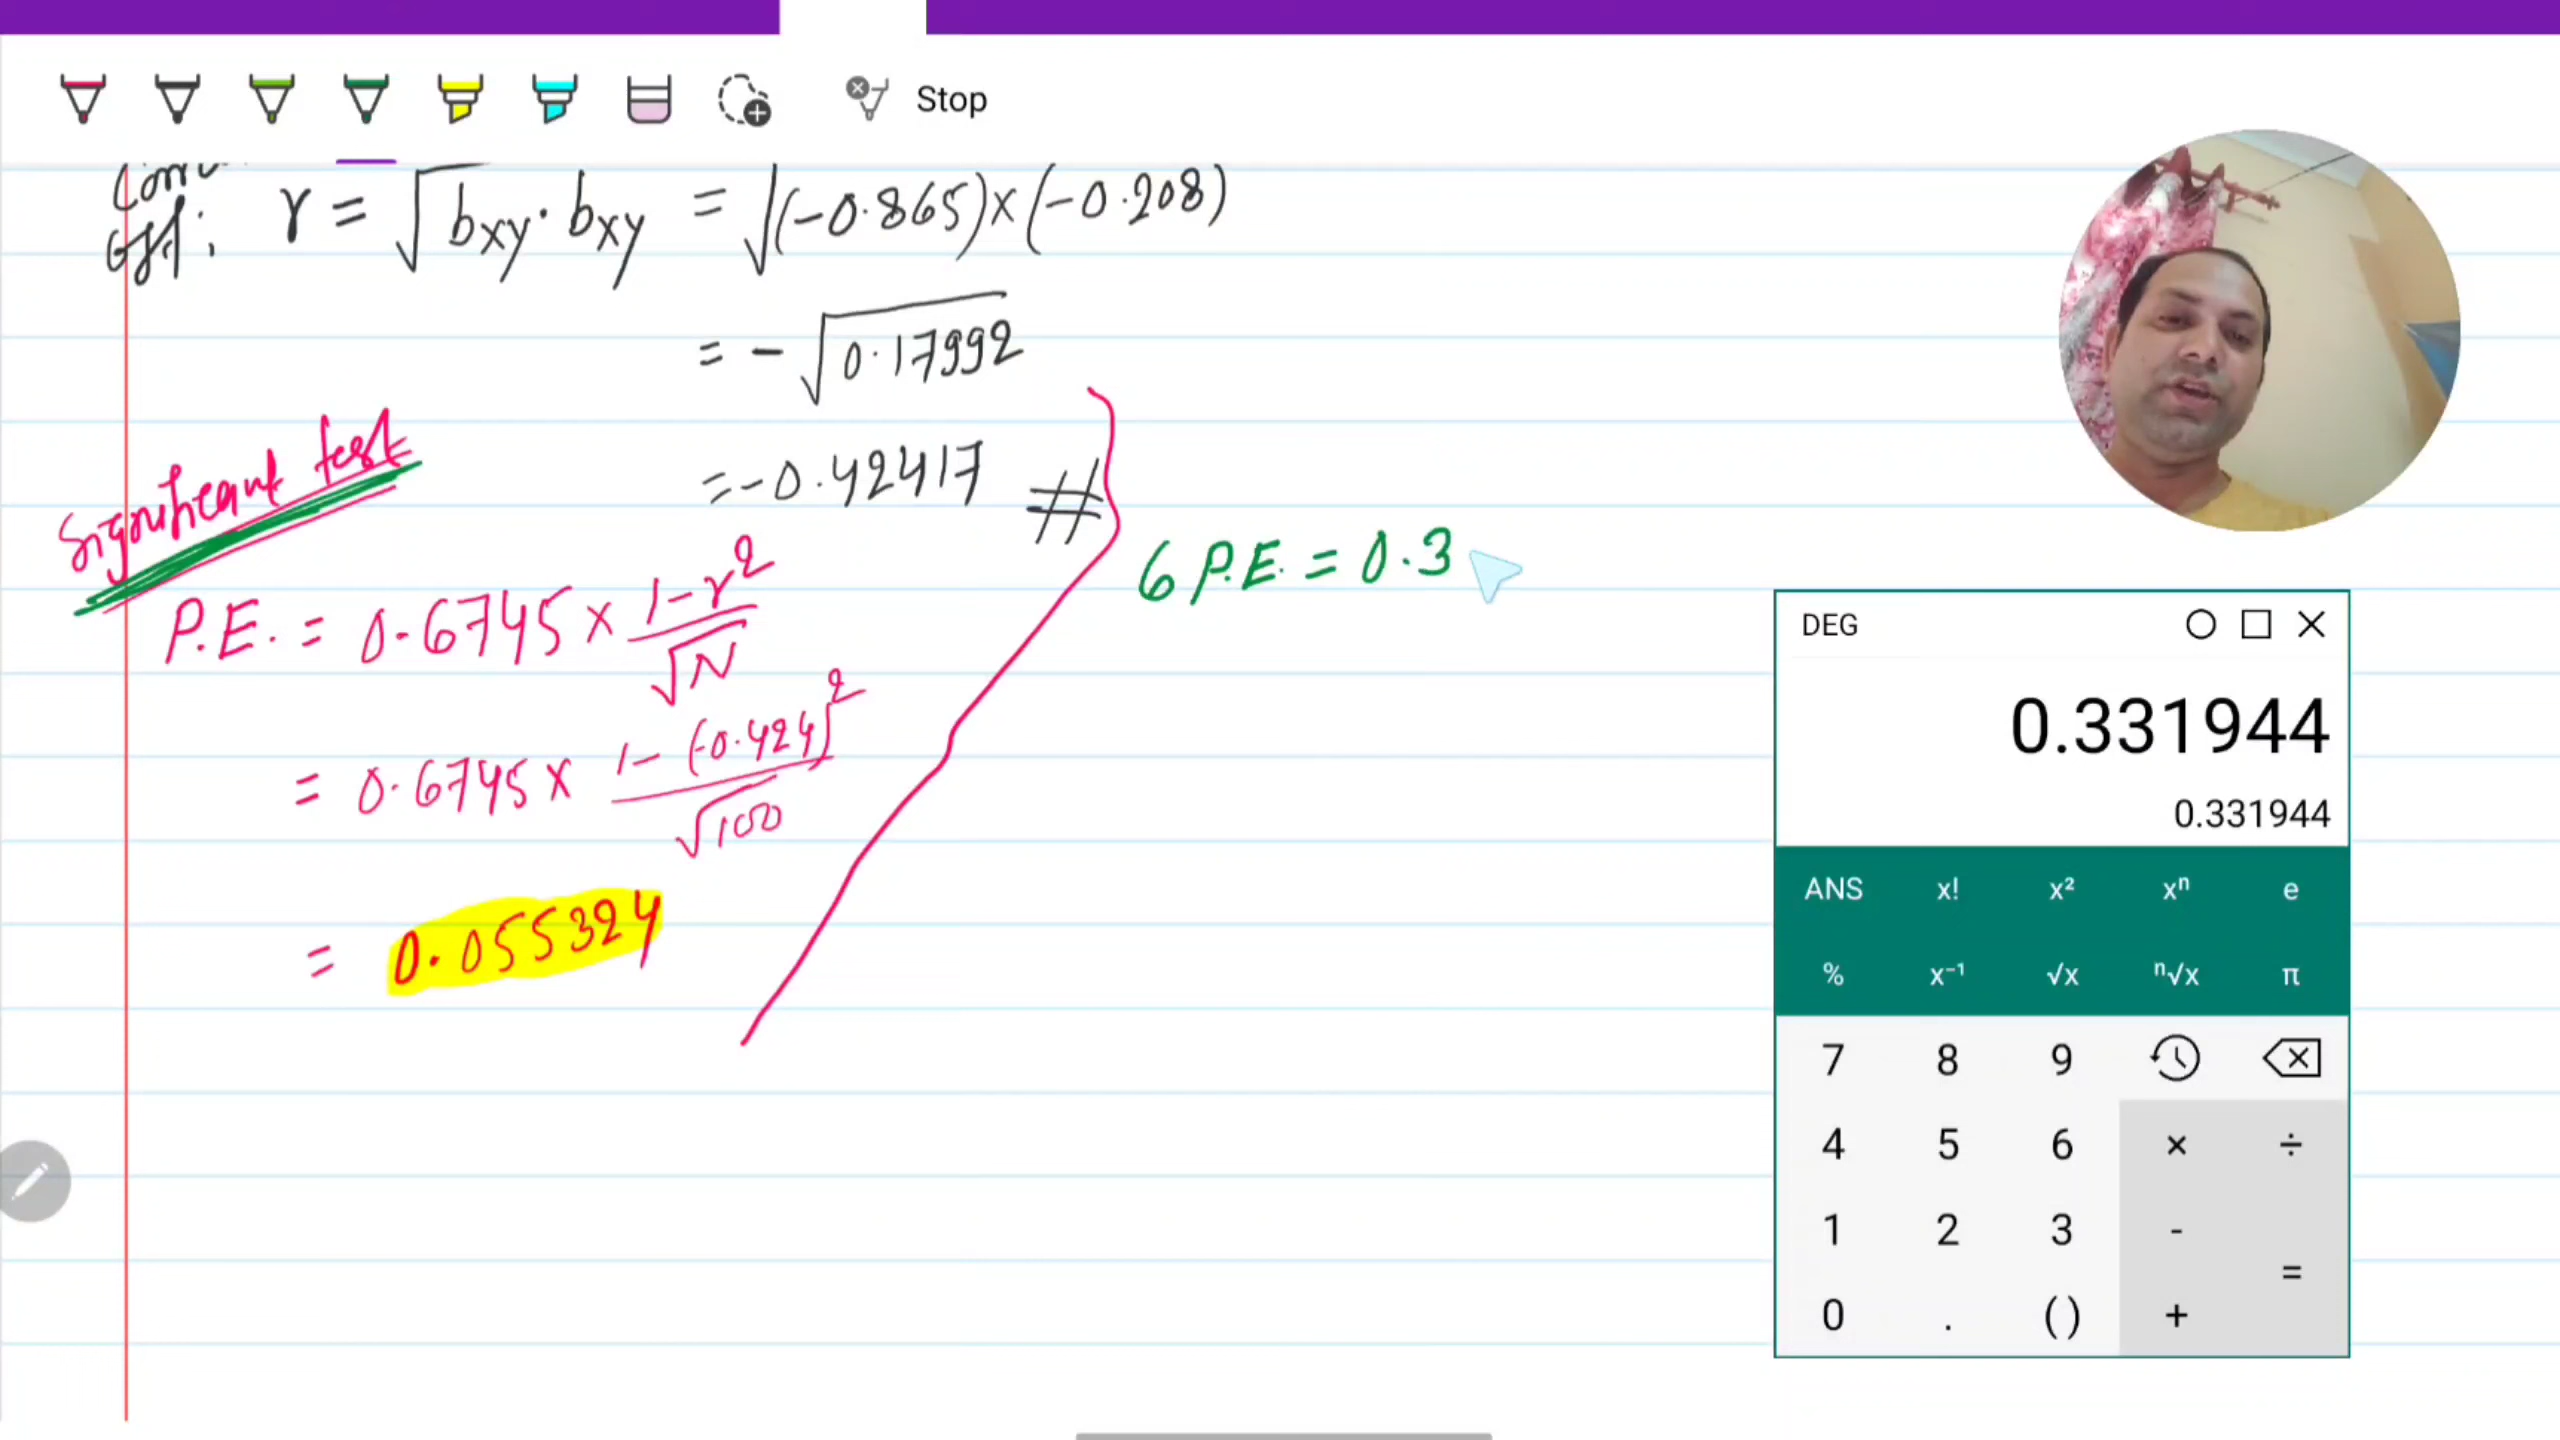 Stop
r = √bxy · bxy = √(-0.865)×(-0.208)
= -√0.17992
= -0.42417
Significant test
6 P.E. = 0.3
P.E. = 0.6745 × 1-r²/√N
= 0.6745 × 1-(-0.424)²/√100
= 0.055324
DEG
0.331944
0.331944
ANS x! x² xⁿ e
% x⁻¹ √x ⁿ√x π
7 8 9
4 5 6 × ÷
1 2 3 - =
0 . () +